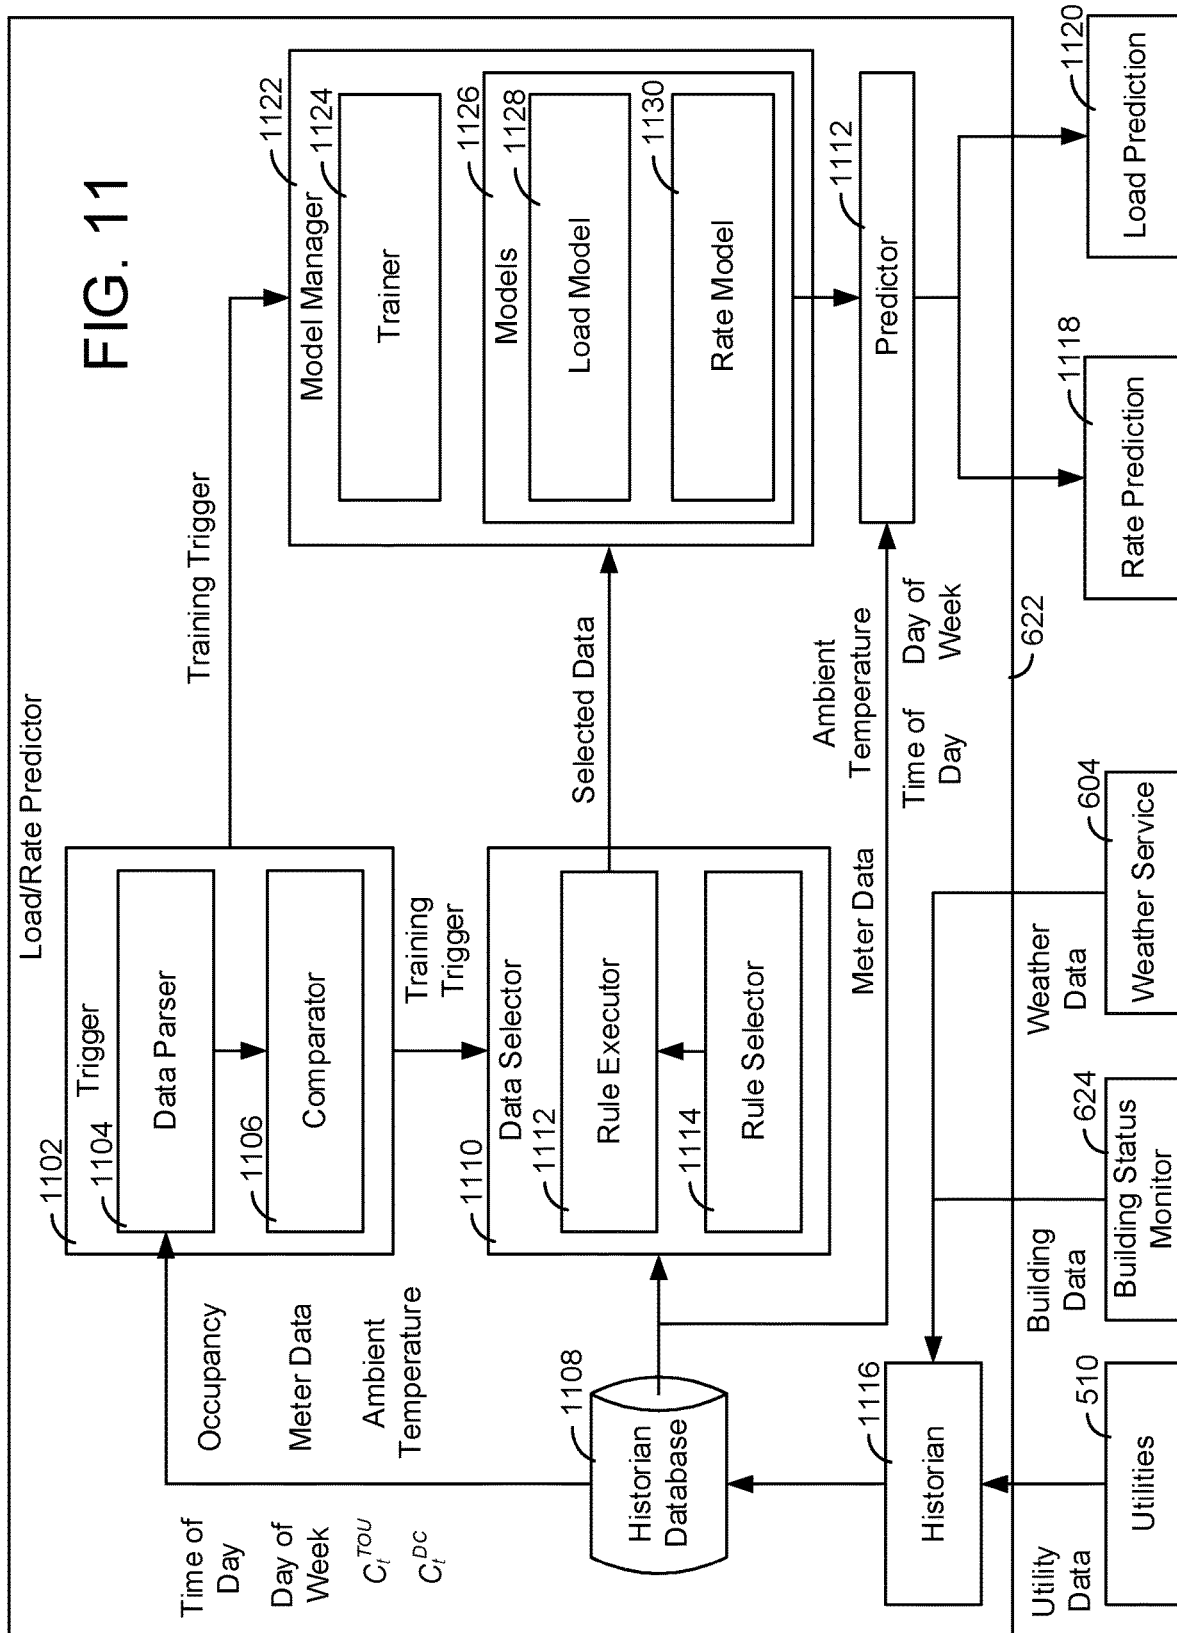 FIG. 11
Load/Rate Predictor
1102
Trigger
1104
Data Parser
1106
Comparator
Training Trigger
Training
Trigger
1122
Model Manager
1124
Trainer
1126
Models
1128
Load Model
1130
Rate Model
Time of
Day
Day of
Week
C_t^TOU
C_t^DC
Occupancy
Meter Data
Ambient
Temperature
1110
Data Selector
1112
Rule Executor
1114
Rule Selector
Selected Data
1108
Historian
Database
Meter Data
Ambient
Temperature
Time of
Day
Day of
Week
1112
Predictor
1116
Historian
622
Utility Data
Building Data
Weather
Data
510
Utilities
624
Building Status
Monitor
604
Weather Service
1118
Rate Prediction
1120
Load Prediction